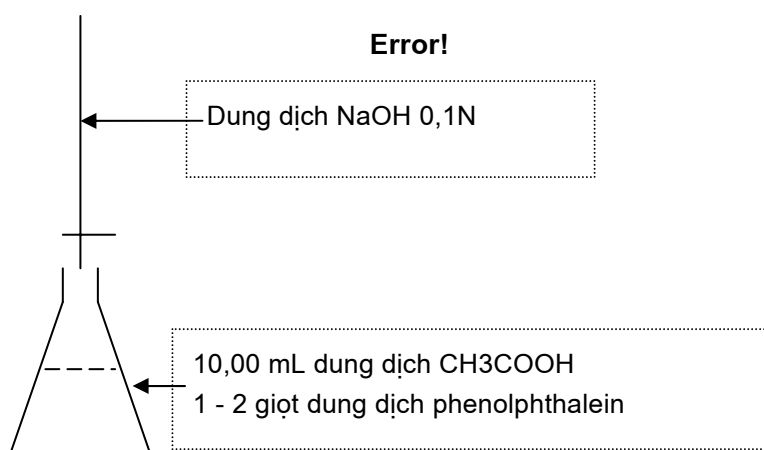 Error!
Dung dịch NaOH 0,1N
10,00 mL dung dịch CH3COOH
1 - 2 giọt dung dịch phenolphthalein